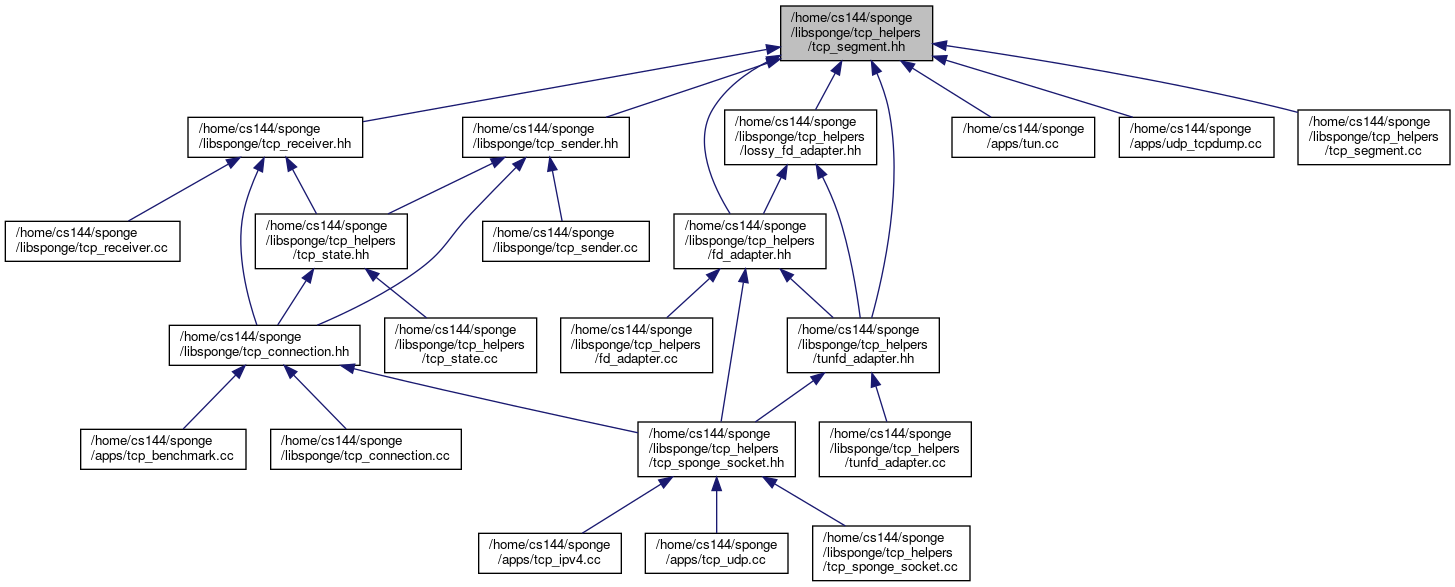 /home/cs144/sponge
/libsponge/tcp_helpers
/tcp_segment.hh
/home/cs144/sponge
/libsponge/tcp_receiver.hh
/home/cs144/sponge
/libsponge/tcp_sender.hh
/home/cs144/sponge
/libsponge/tcp_helpers
/lossy_fd_adapter.hh
/home/cs144/sponge
/apps/tun.cc
/home/cs144/sponge
/apps/udp_tcpdump.cc
/home/cs144/sponge
/libsponge/tcp_helpers
/tcp_segment.cc
/home/cs144/sponge
/libsponge/tcp_receiver.cc
/home/cs144/sponge
/libsponge/tcp_helpers
/tcp_state.hh
/home/cs144/sponge
/libsponge/tcp_sender.cc
/home/cs144/sponge
/libsponge/tcp_helpers
/fd_adapter.hh
/home/cs144/sponge
/libsponge/tcp_connection.hh
/home/cs144/sponge
/libsponge/tcp_helpers
/tcp_state.cc
/home/cs144/sponge
/libsponge/tcp_helpers
/fd_adapter.cc
/home/cs144/sponge
/libsponge/tcp_helpers
/tunfd_adapter.hh
/home/cs144/sponge
/apps/tcp_benchmark.cc
/home/cs144/sponge
/libsponge/tcp_connection.cc
/home/cs144/sponge
/libsponge/tcp_helpers
/tcp_sponge_socket.hh
/home/cs144/sponge
/libsponge/tcp_helpers
/tunfd_adapter.cc
/home/cs144/sponge
/apps/tcp_ipv4.cc
/home/cs144/sponge
/apps/tcp_udp.cc
/home/cs144/sponge
/libsponge/tcp_helpers
/tcp_sponge_socket.cc